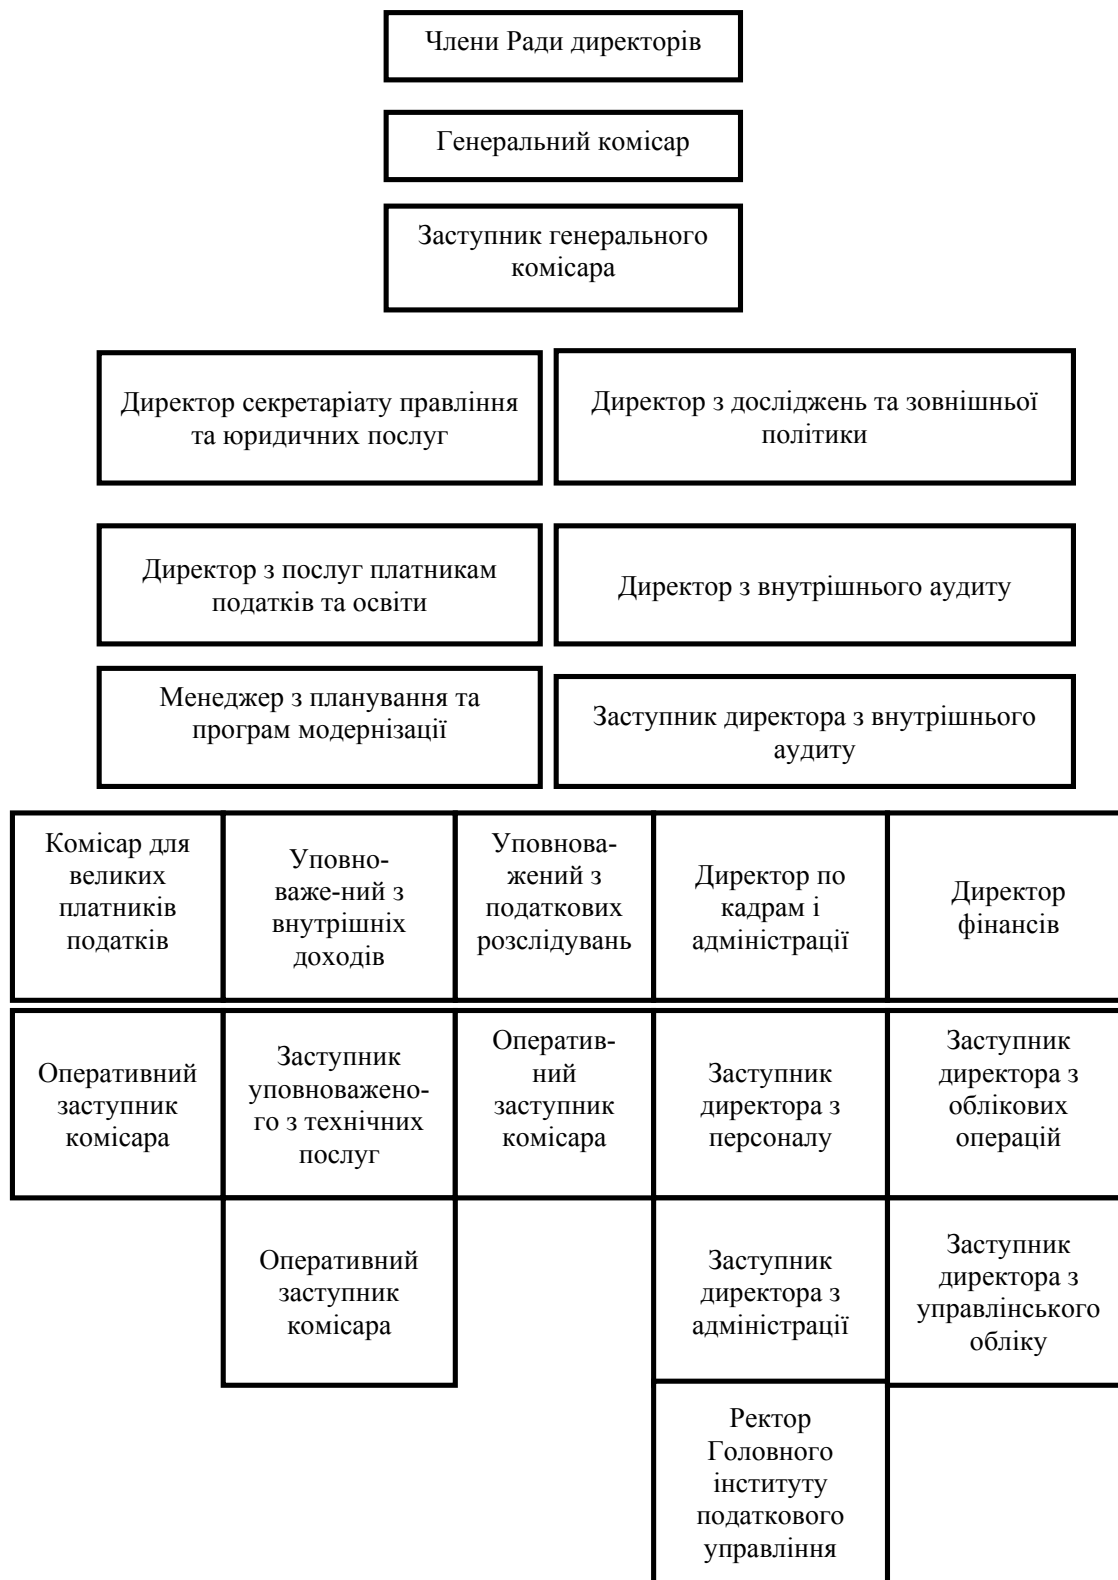 Члени Ради директорів
Генеральний комісар
Заступник генерального
комісара
Директор секретаріату правління
та юридичних послуг
Директор з досліджень та зовнішньої
політики
Директор з послуг платникам
податків та освіти
Директор з внутрішнього аудиту
Менеджер з планування та
програм модернізації
Заступник директора з внутрішнього
аудиту
Комісар для
великих
платників
податків
Уповно-
важе-ний з
внутрішніх
доходів
Уповнова-
жений з
податкових
розслідувань
Директор по
кадрам і
адміністрації
Директор
фінансів
Оперативний
заступник
комісара
Заступник
уповноважено-
го з технічних
послуг
Оператив-
ний
заступник
комісара
Заступник
директора з
персоналу
Заступник
директора з
облікових
операцій
Оперативний
заступник
комісара
Заступник
директора з
адміністрації
Заступник
директора з
управлінського
обліку
Ректор
Головного
інституту
податкового
управління